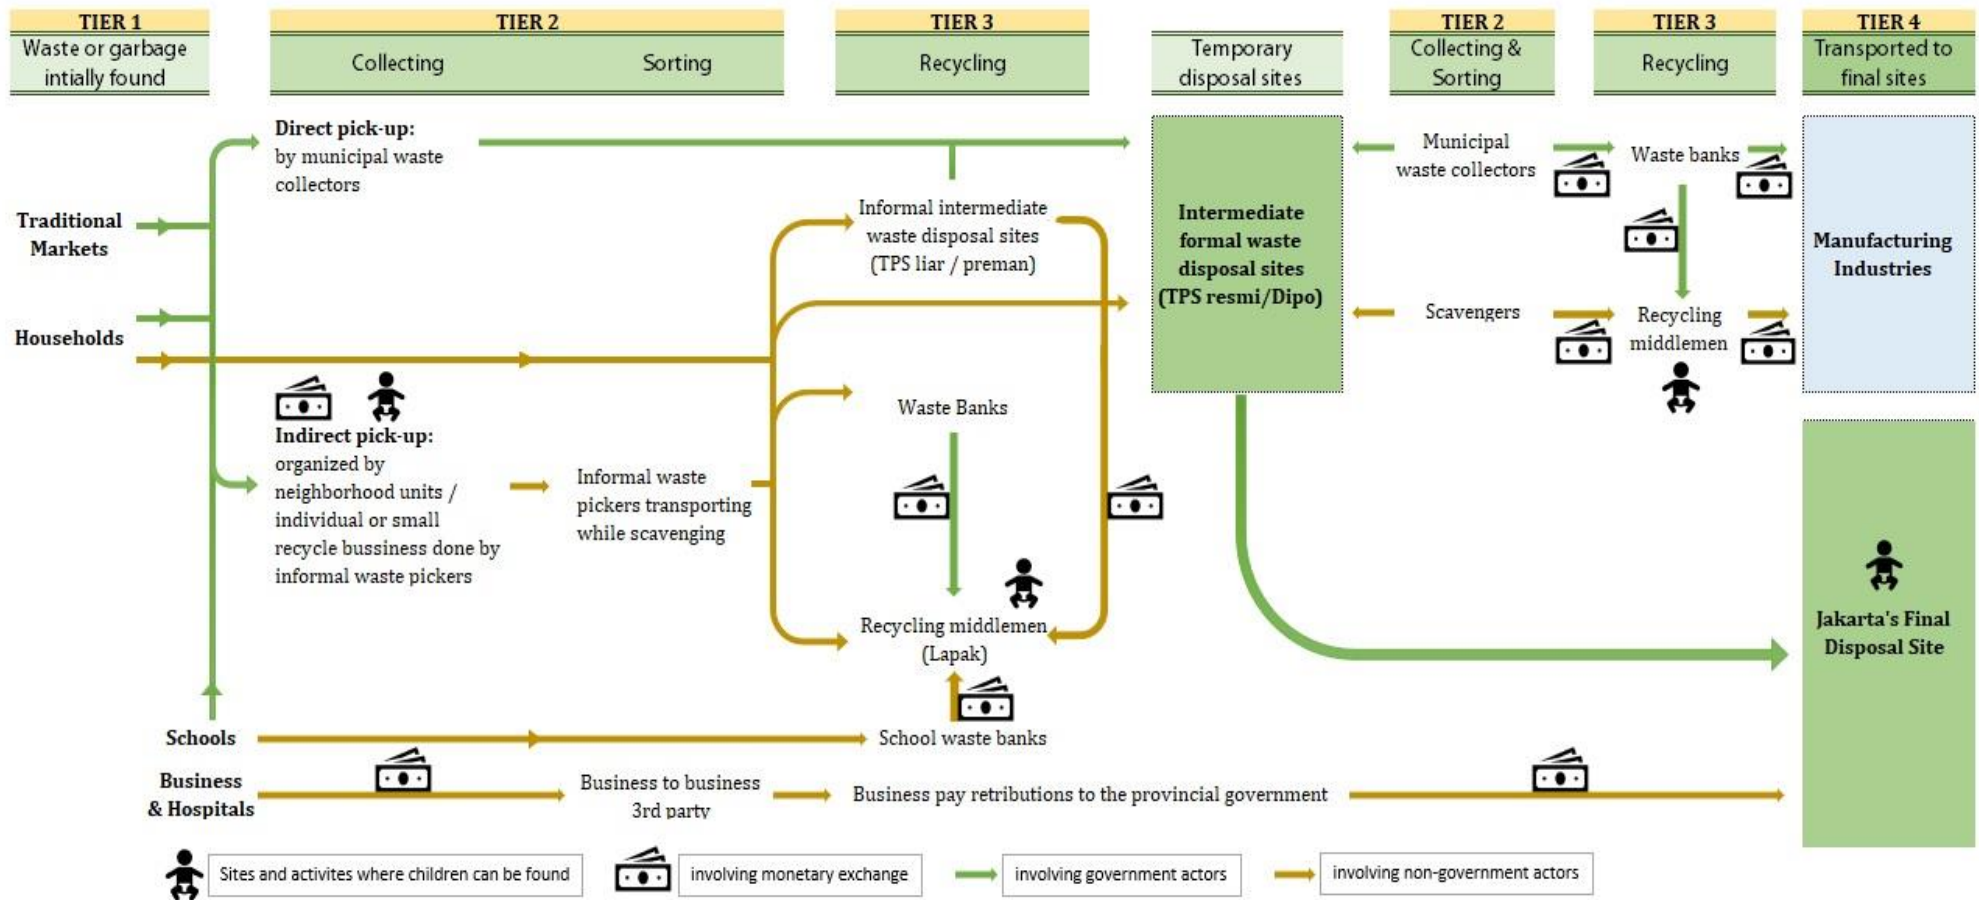 TIER 1
Waste or garbage
intially found
TIER 2
Collecting
Sorting
TIER 3
Recycling
Temporary
disposal sites
TIER 2
Collecting &
Sorting
TIER 3
Recycling
TIER 4
Transported to
final sites
Traditional
Markets
Households
Schools
Business
& Hospitals
Direct pick-up:
by municipal waste
collectors
Indirect pick-up:
organized by
neighborhood units /
individual or small
recycle bussiness done by
informal waste pickers
Informal waste
pickers transporting
while scavenging
Business to business
3rd party
Informal intermediate
waste disposal sites
(TPS liar / preman)
Waste Banks
Recycling middlemen
(Lapak)
School waste banks
Business pay retributions to the provincial government
Intermediate
formal waste
disposal sites
(TPS resmi/Dipo)
Municipal
waste collectors
Scavengers
Waste banks
Recycling
middlemen
Manufacturing
Industries
Jakarta's Final
Disposal Site
Sites and activites where children can be found
involving monetary exchange
involving government actors
involving non-government actors